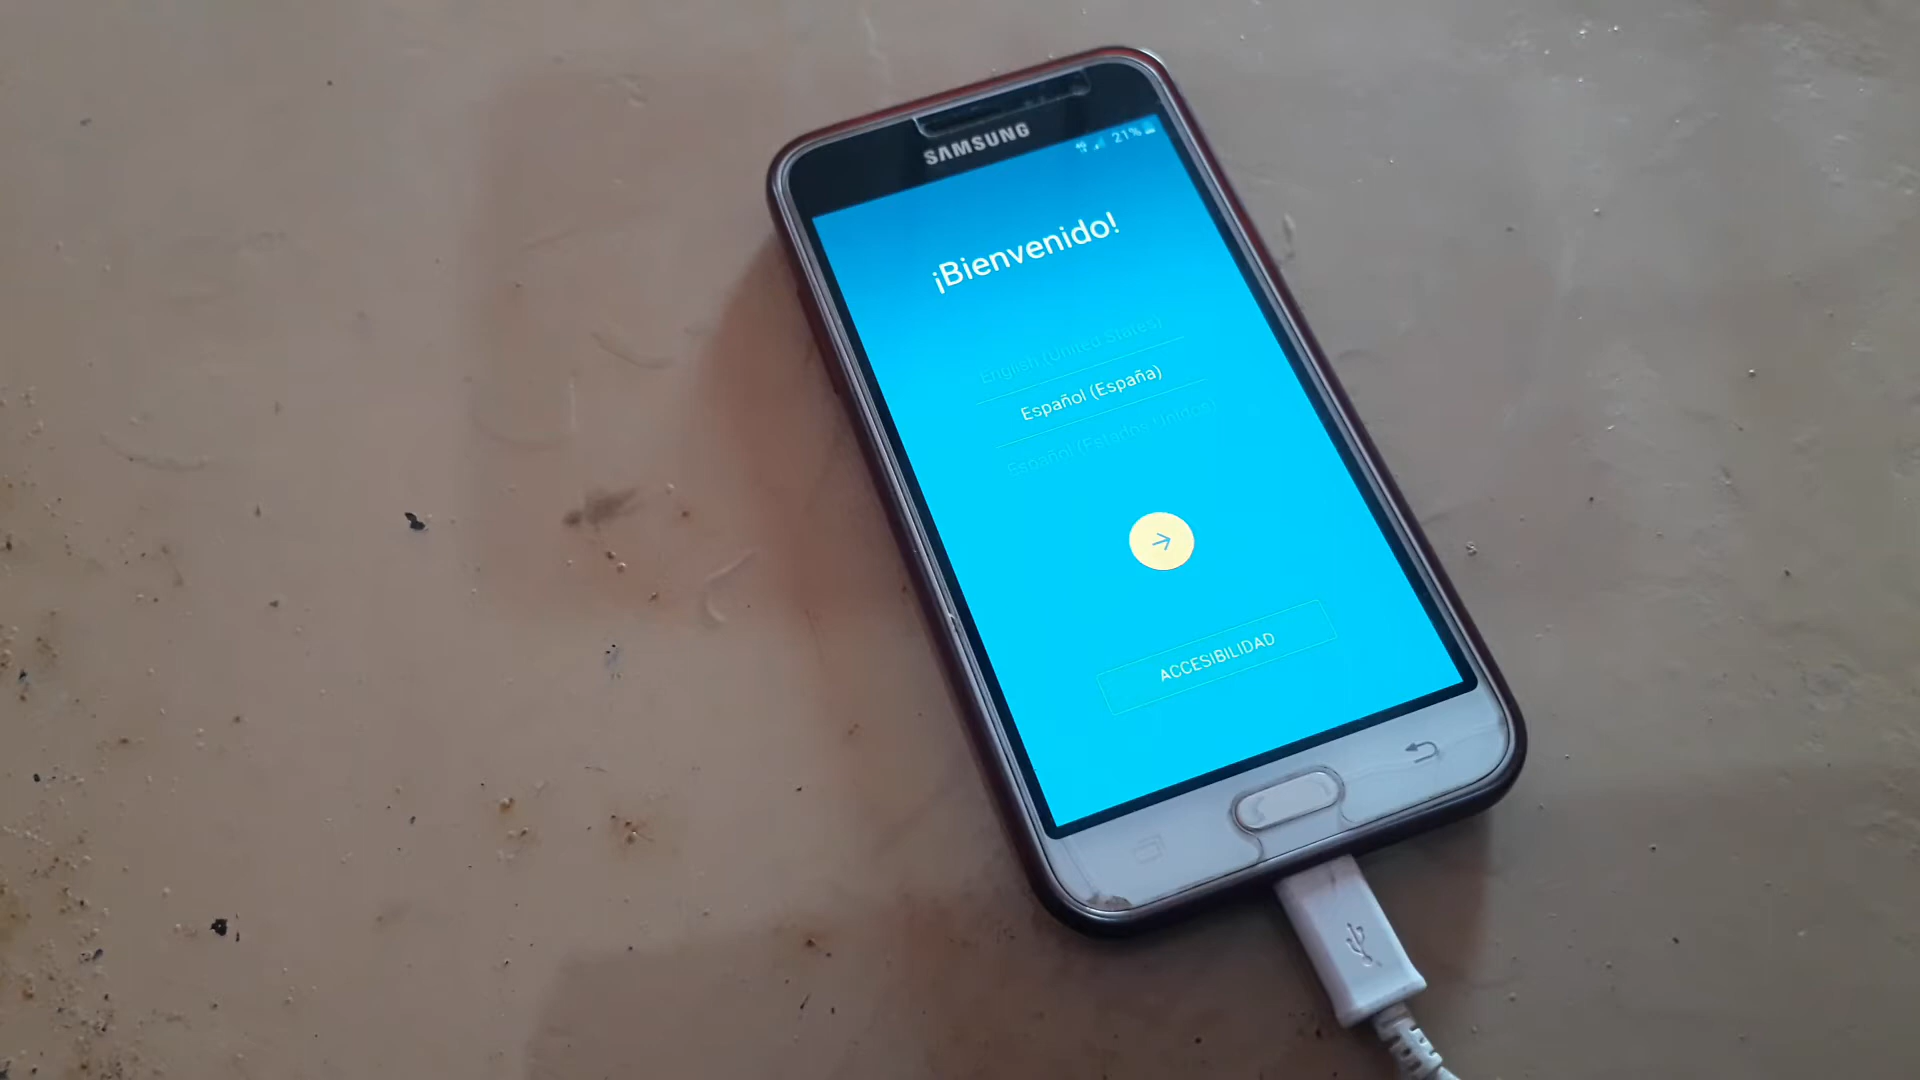 SAMSUNG
21%
¡Bienvenido!
English (United States)
Español (España)
Español (Estados Unidos)
ACCESIBILIDAD